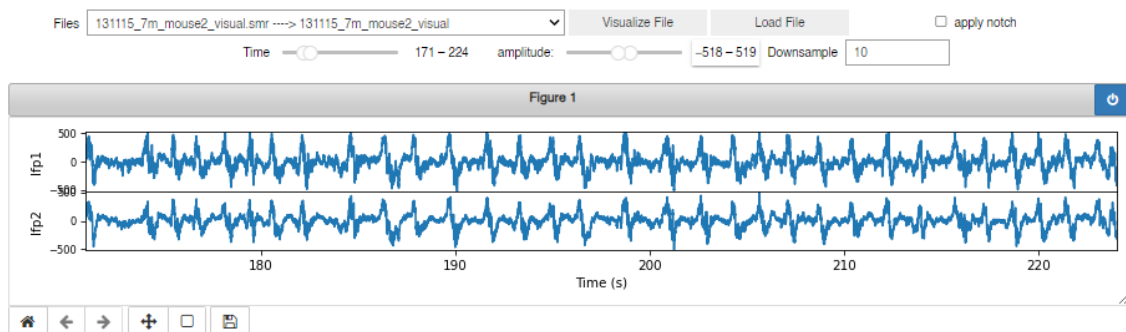 Files 131115_7m_mouse2_visual.smr ----> 131115_7m_mouse2_visual Visualize File Load File apply notch
Time 171 – 224 amplitude: –518 – 519 Downsample 10
Figure 1
500
lfp1
0
−500
500
lfp2
0
−500
180 190 200 210 220
Time (s)